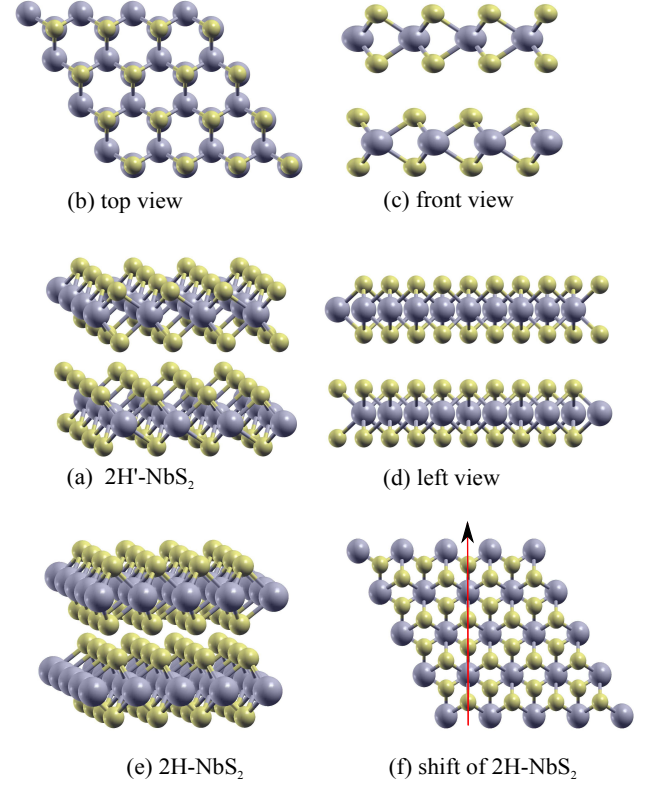 (b) top view
(c) front view
(a) 2H'-NbS₂
(d) left view
(e) 2H-NbS₂
(f) shift of 2H-NbS₂